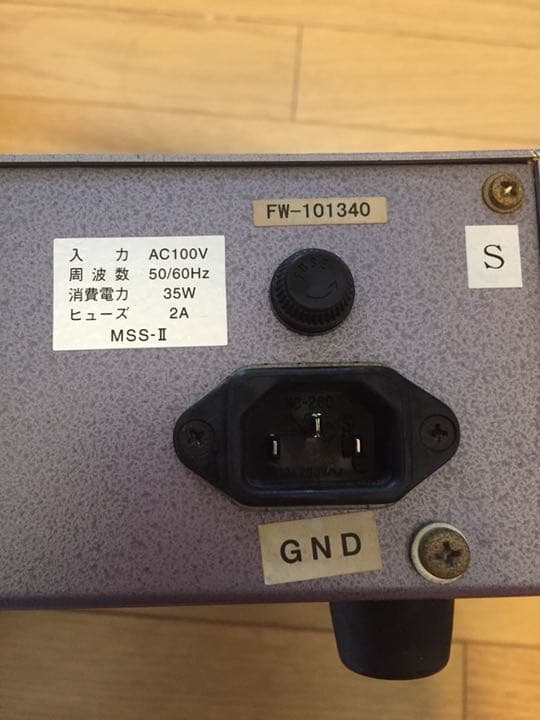 FW-101340
入力 AC100V
周波数 50/60Hz
消費電力 35W
ヒューズ 2A
MSS-Ⅱ
S
GND